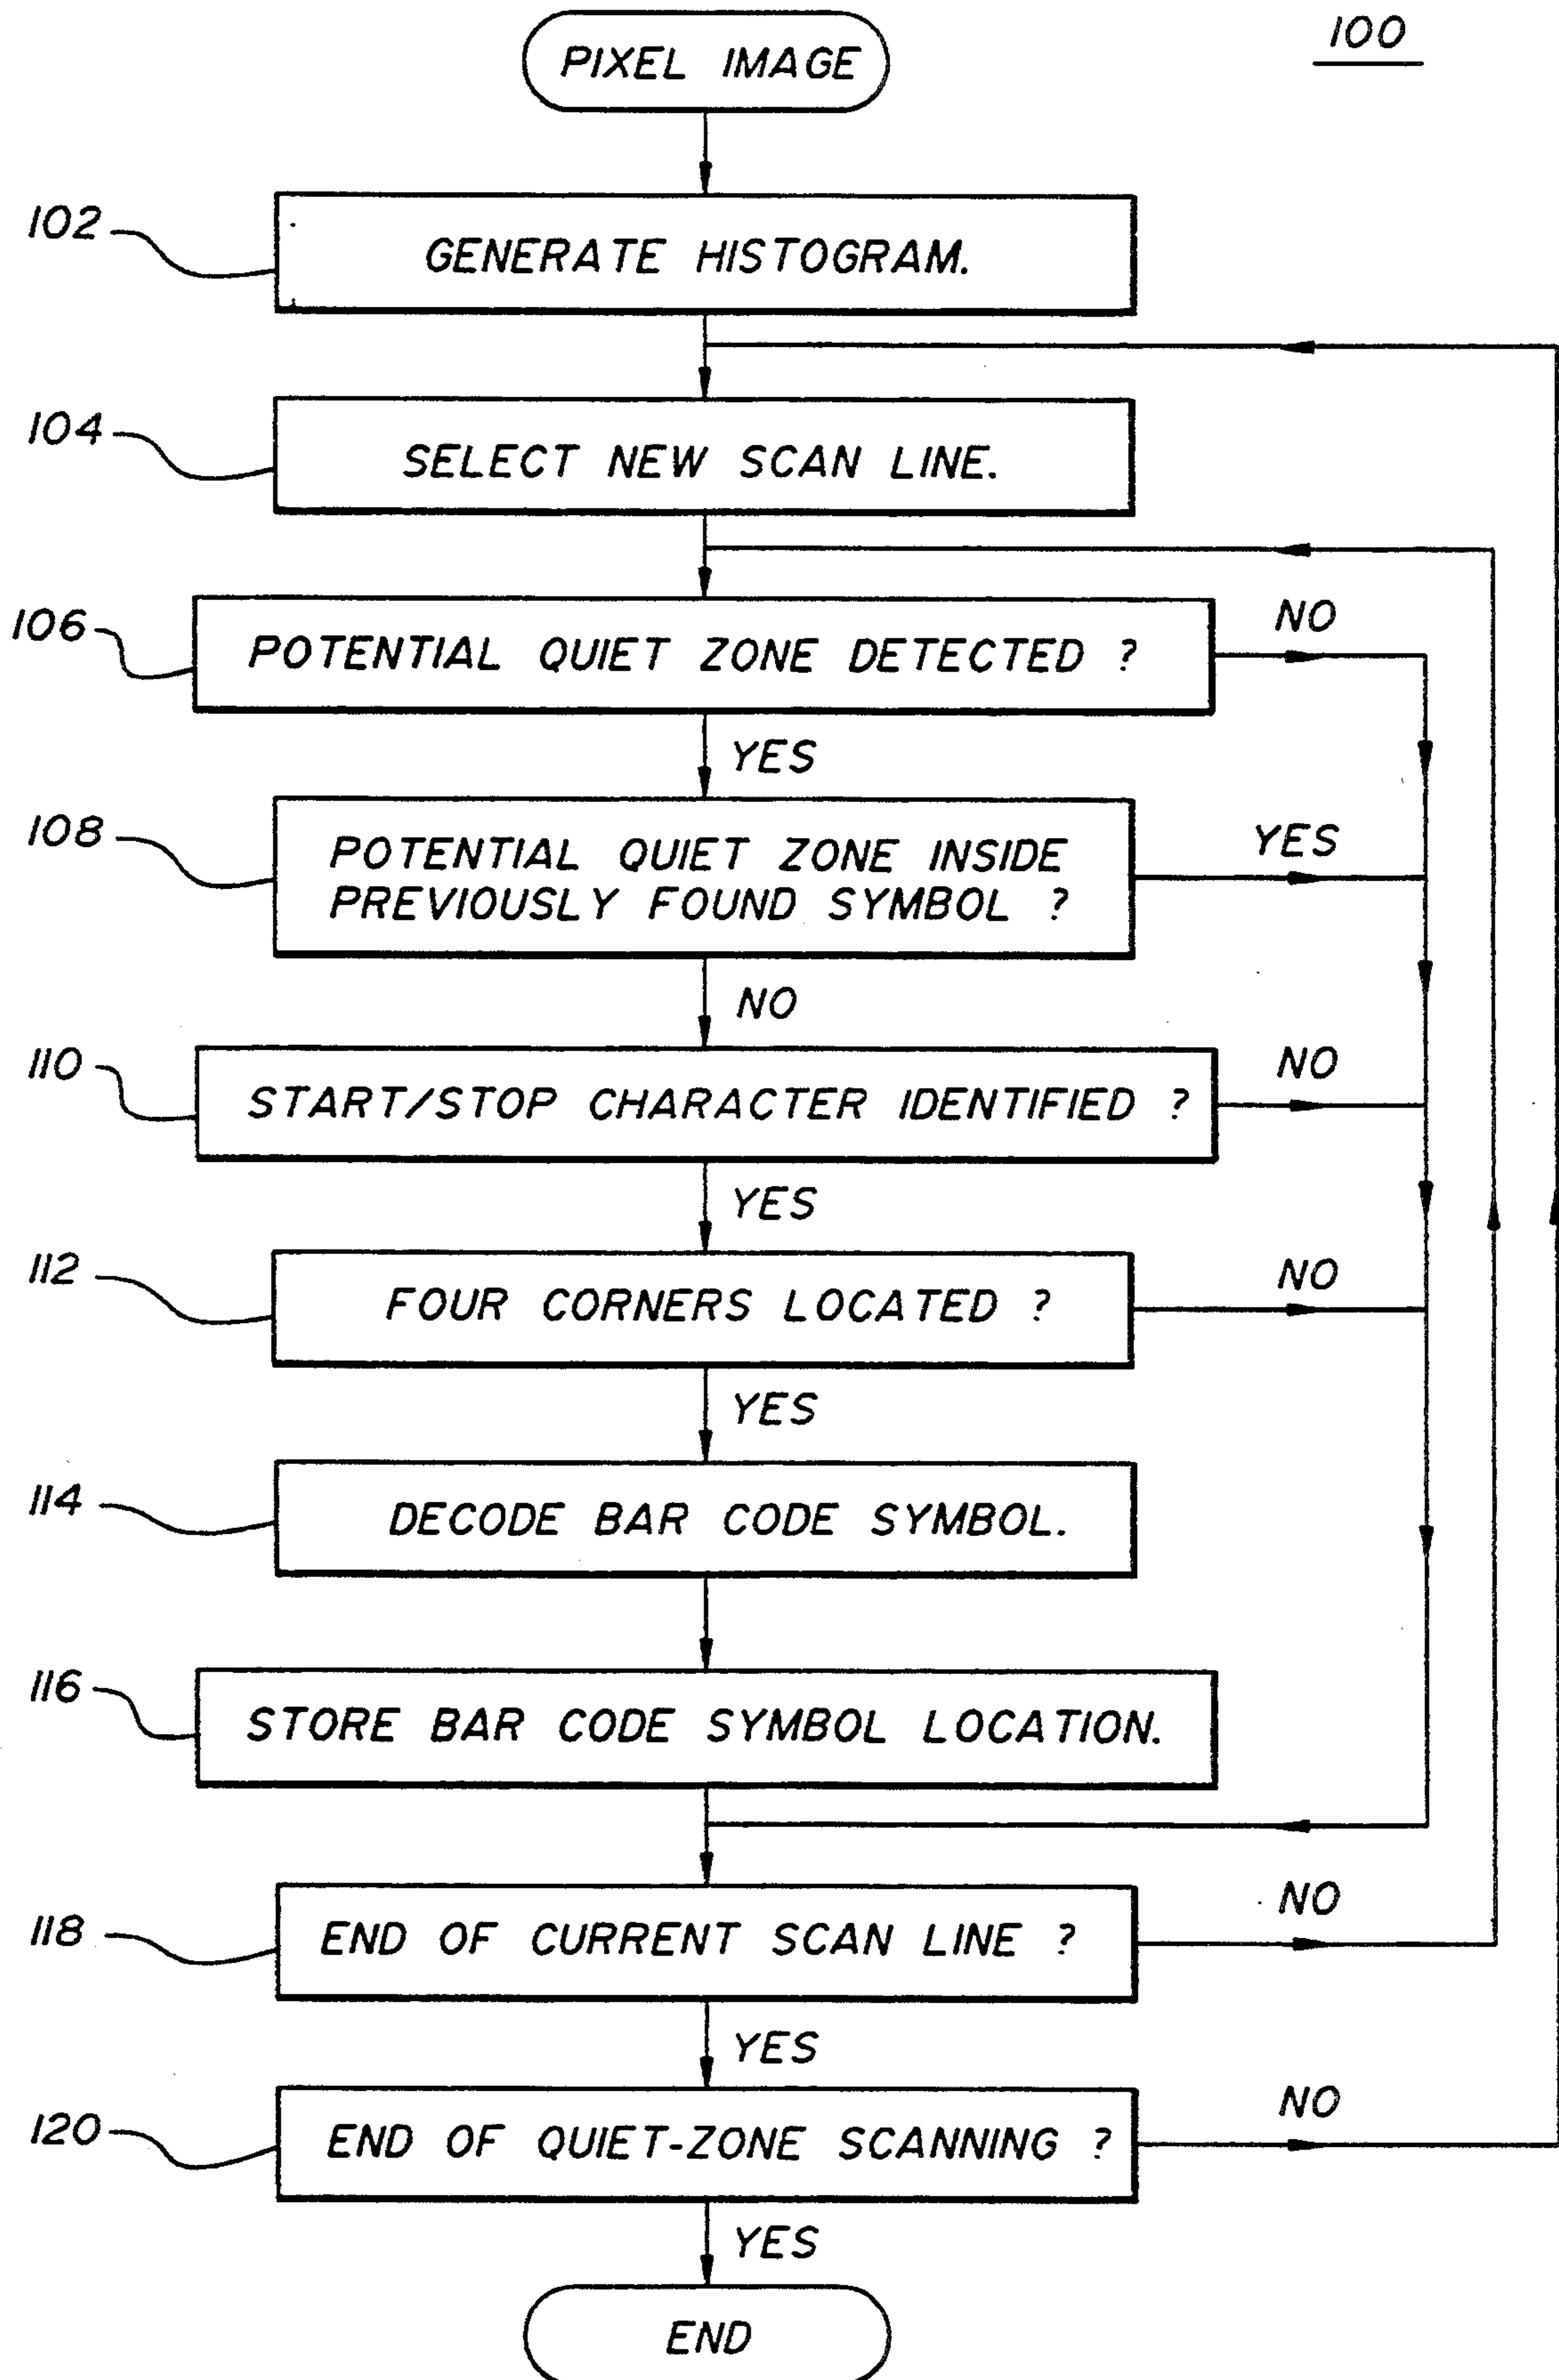 100
PIXEL IMAGE
102
GENERATE HISTOGRAM.
104
SELECT NEW SCAN LINE.
106
POTENTIAL QUIET ZONE DETECTED ?
NO
YES
108
POTENTIAL QUIET ZONE INSIDE
PREVIOUSLY FOUND SYMBOL ?
YES
NO
110
START/STOP CHARACTER IDENTIFIED ?
NO
YES
112
FOUR CORNERS LOCATED ?
NO
YES
114
DECODE BAR CODE SYMBOL.
116
STORE BAR CODE SYMBOL LOCATION.
118
END OF CURRENT SCAN LINE ?
NO
YES
120
END OF QUIET-ZONE SCANNING ?
NO
YES
END